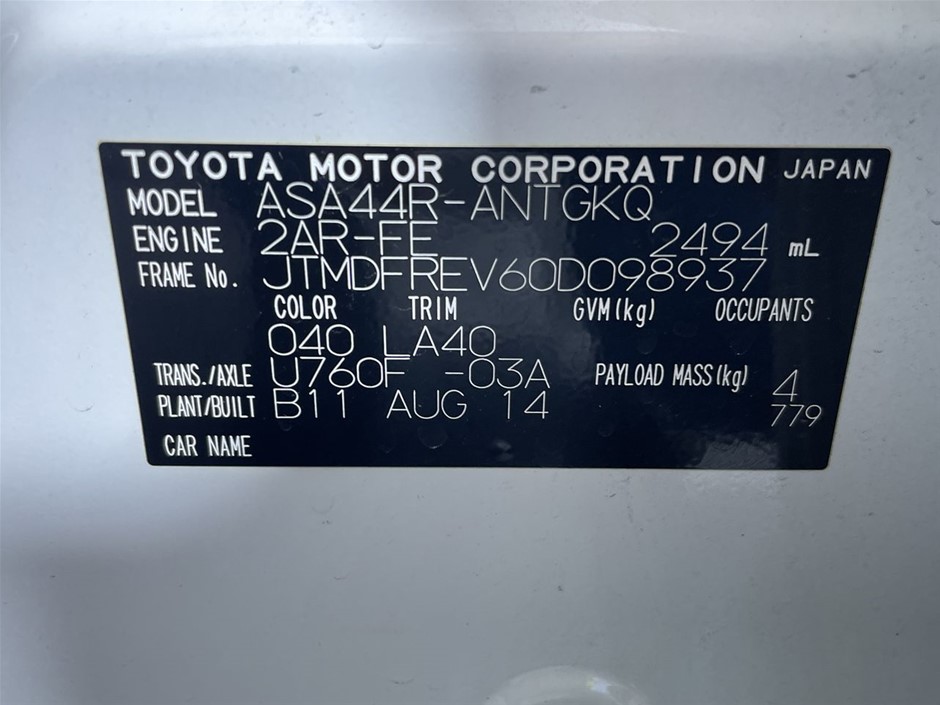 TOYOTA MOTOR CORPORATION JAPAN
MODEL ASA44R-ANTGKQ
ENGINE 2AR-FE 2494 mL
FRAME No. JTMDFREV60D098937
COLOR TRIM GVM(kg) OCCUPANTS
040 LA40
TRANS./AXLE U760F -03A PAYLOAD MASS(kg) 4
PLANT/BUILT B11 AUG 14 779
CAR NAME